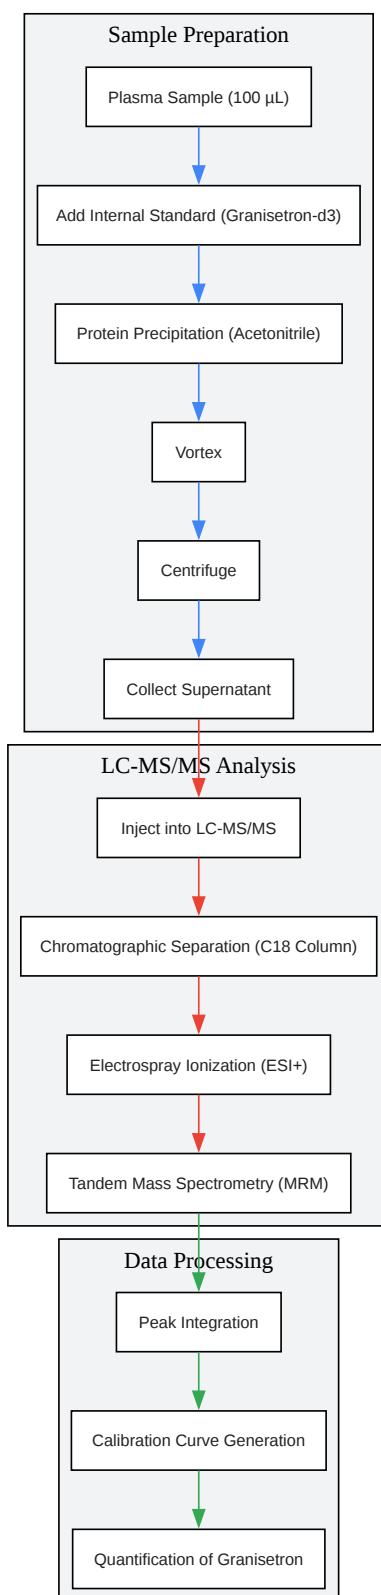 Sample Preparation
Plasma Sample (100 µL)
Add Internal Standard (Granisetron-d3)
Protein Precipitation (Acetonitrile)
Vortex
Centrifuge
Collect Supernatant
LC-MS/MS Analysis
Inject into LC-MS/MS
Chromatographic Separation (C18 Column)
Electrospray Ionization (ESI+)
Tandem Mass Spectrometry (MRM)
Data Processing
Peak Integration
Calibration Curve Generation
Quantification of Granisetron